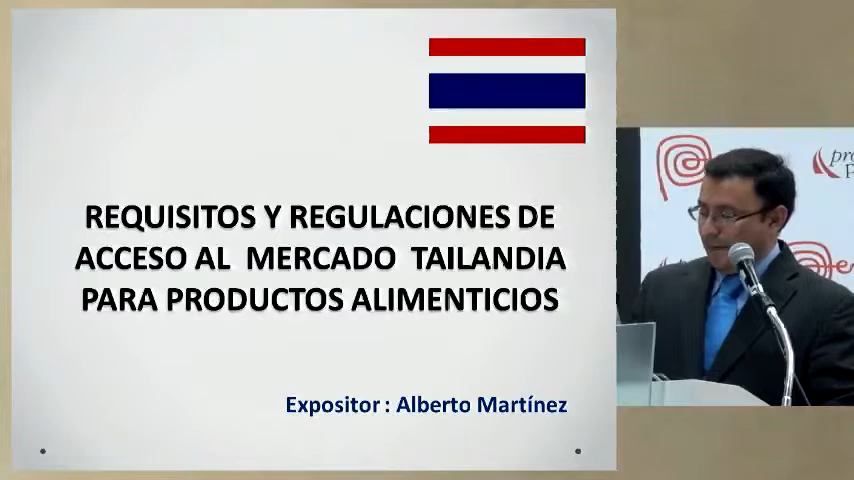 REQUISITOS Y REGULACIONES DE
ACCESO AL MERCADO TAILANDIA
PARA PRODUCTOS ALIMENTICIOS
Expositor : Alberto Martínez